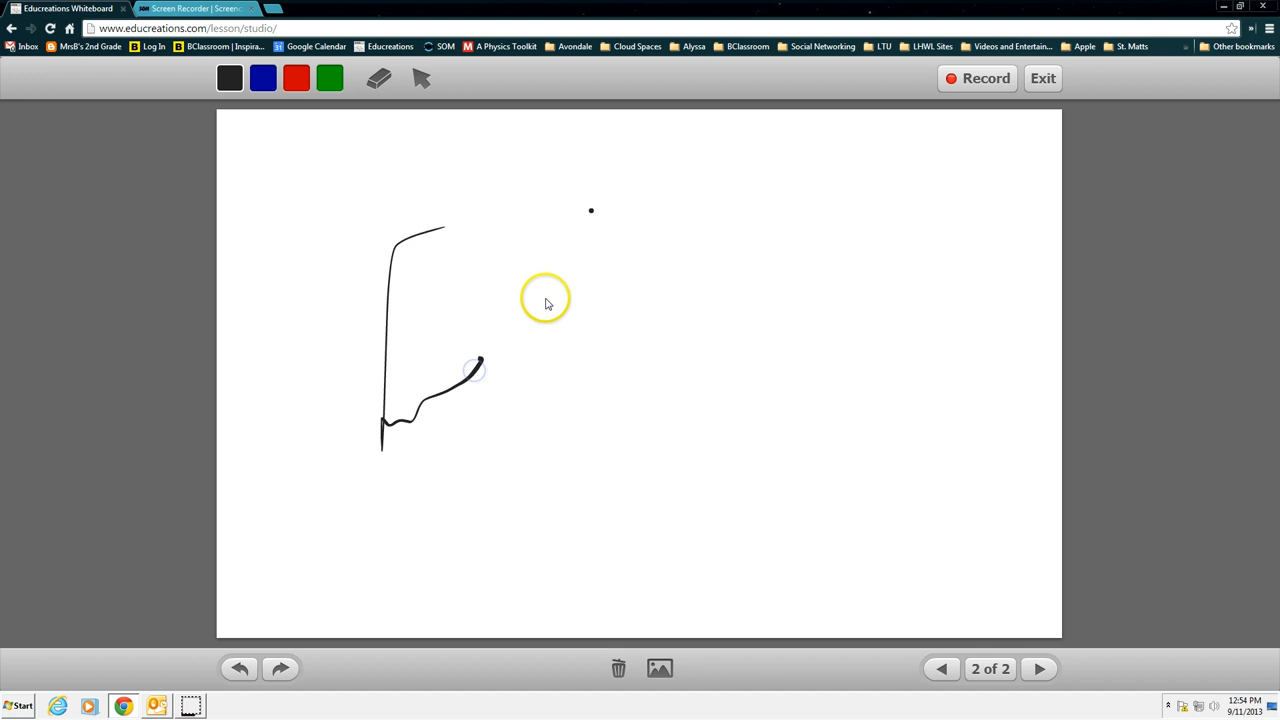 Educreations Whiteboard
Screen Recorder | Screenc
www.educreations.com/lesson/studio/
Inbox MrsB's 2nd Grade Log In BClassroom | Inspira... Google Calendar Educreations SOM A Physics Toolkit Avondale Cloud Spaces Alyssa BClassroom Social Networking LTU LHWL Sites Videos and Entertain... Apple St. Matts » Other bookmarks
Record Exit
2 of 2
Start
12:54 PM
9/11/2013